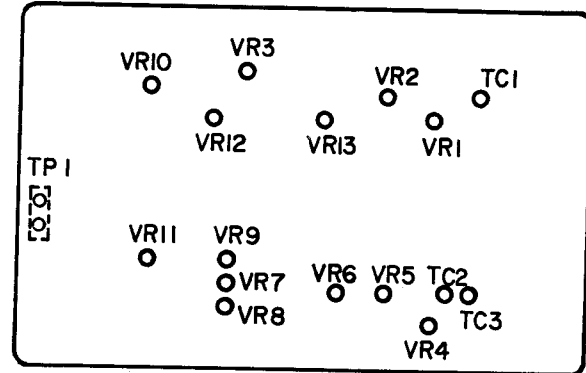 VR3
VR10
VR2
TC1
VR12
VR13
VR1
TP1
VR11
VR9
VR7
VR6
VR5
TC2
VR8
TC3
VR4